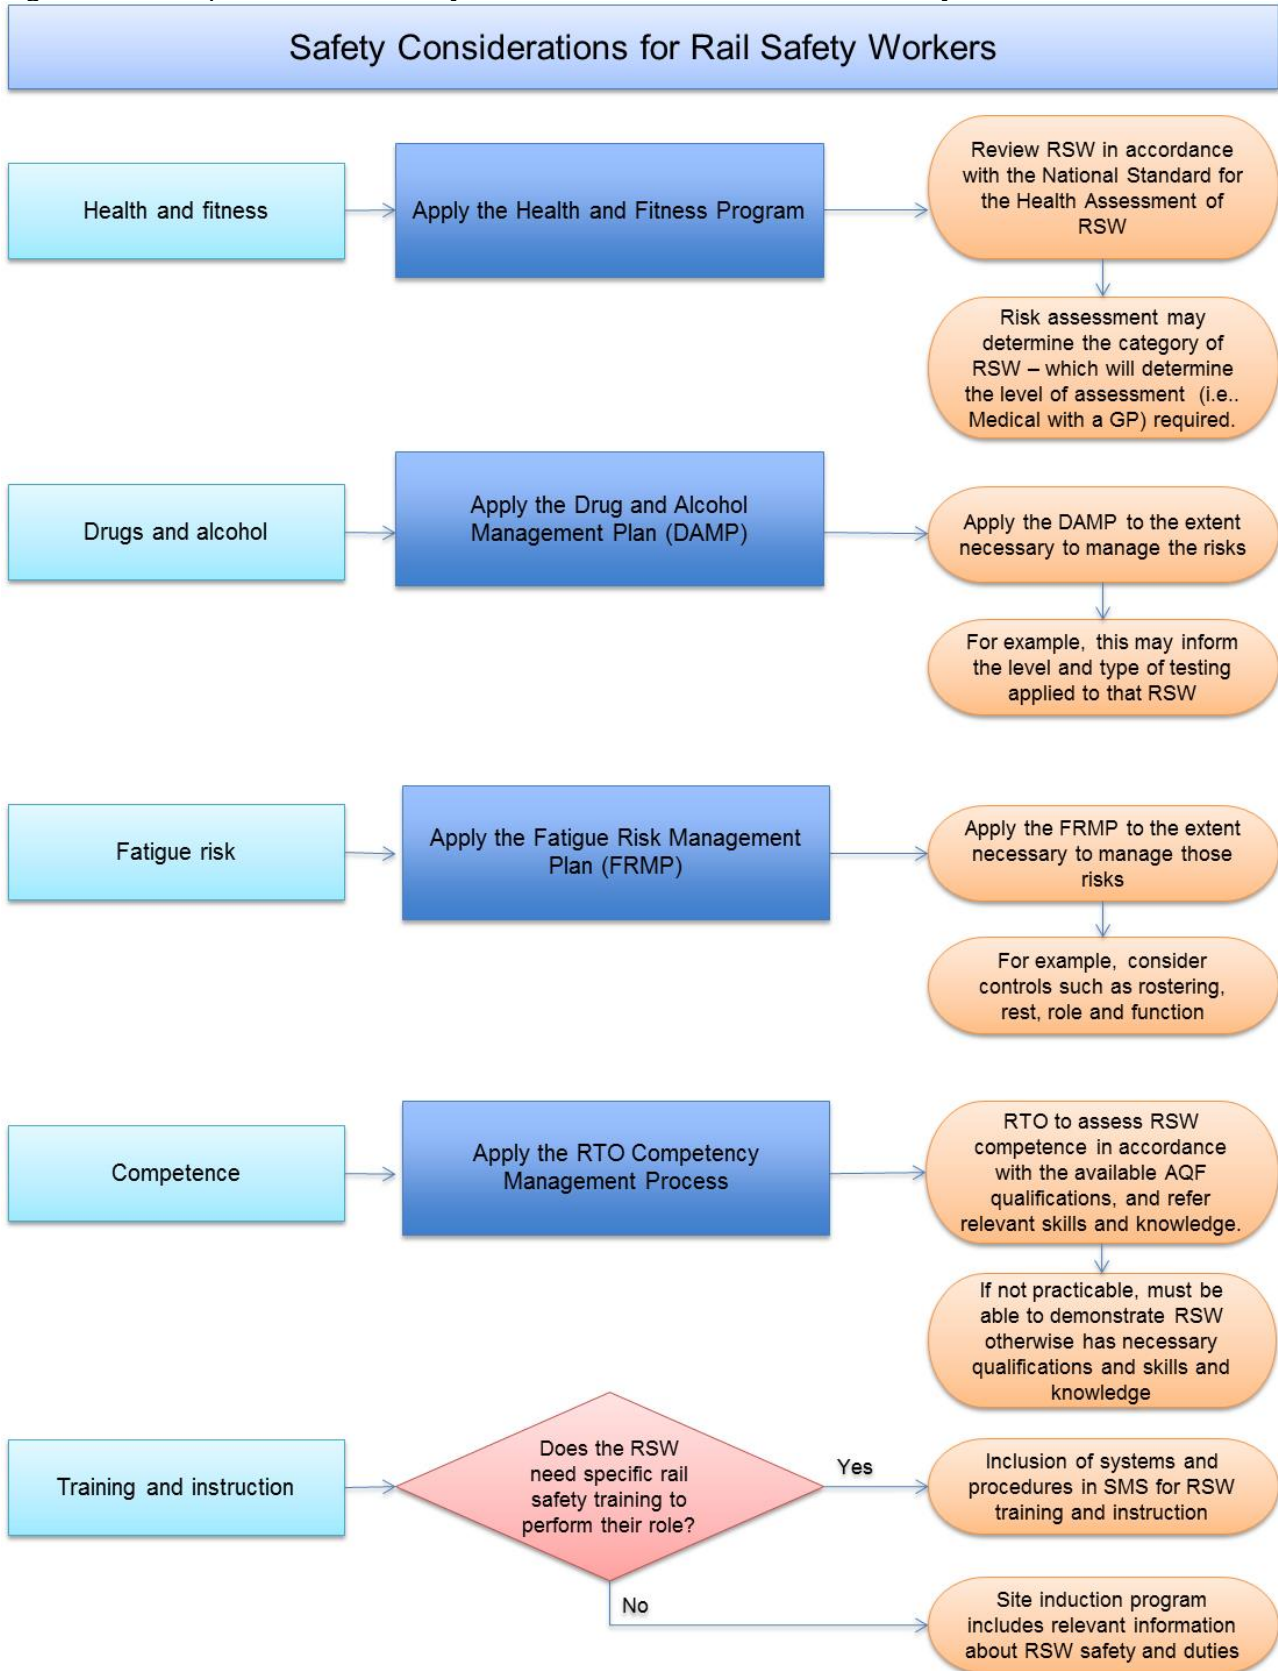 Safety Considerations for Rail Safety Workers
Health and fitness
Apply the Health and Fitness Program
Review RSW in accordance
with the National Standard for
the Health Assessment of
RSW
Risk assessment may
determine the category of
RSW – which will determine
the level of assessment (i.e..
Medical with a GP) required.
Drugs and alcohol
Apply the Drug and Alcohol
Management Plan (DAMP)
Apply the DAMP to the extent
necessary to manage the risks
For example, this may inform
the level and type of testing
applied to that RSW
Fatigue risk
Apply the Fatigue Risk Management
Plan (FRMP)
Apply the FRMP to the extent
necessary to manage those
risks
For example, consider
controls such as rostering,
rest, role and function
Competence
Apply the RTO Competency
Management Process
RTO to assess RSW
competence in accordance
with the available AQF
qualifications, and refer
relevant skills and knowledge.
If not practicable, must be
able to demonstrate RSW
otherwise has necessary
qualifications and skills and
knowledge
Training and instruction
Does the RSW
need specific rail
safety training to
perform their role?
Yes
Inclusion of systems and
procedures in SMS for RSW
training and instruction
No
Site induction program
includes relevant information
about RSW safety and duties